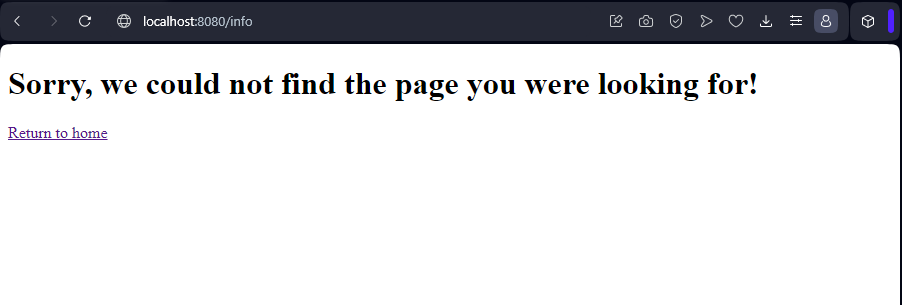 localhost:8080/info
Sorry, we could not find the page you were looking for!
Return to home